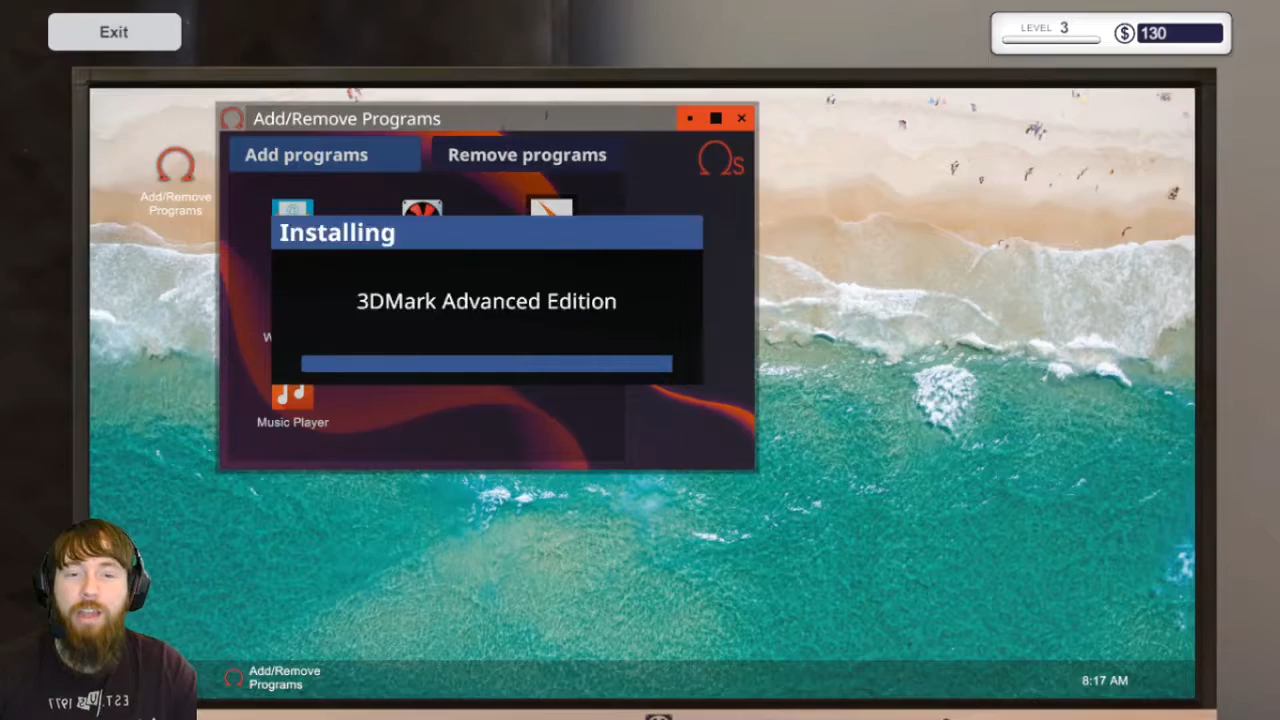 Exit
LEVEL 3
$ 130
Add/Remove Programs
Add programs
Remove programs
Ωs
Add/Remove
Programs
Installing
3DMark Advanced Edition
W
Music Player
Add/Remove
Programs
8:17 AM